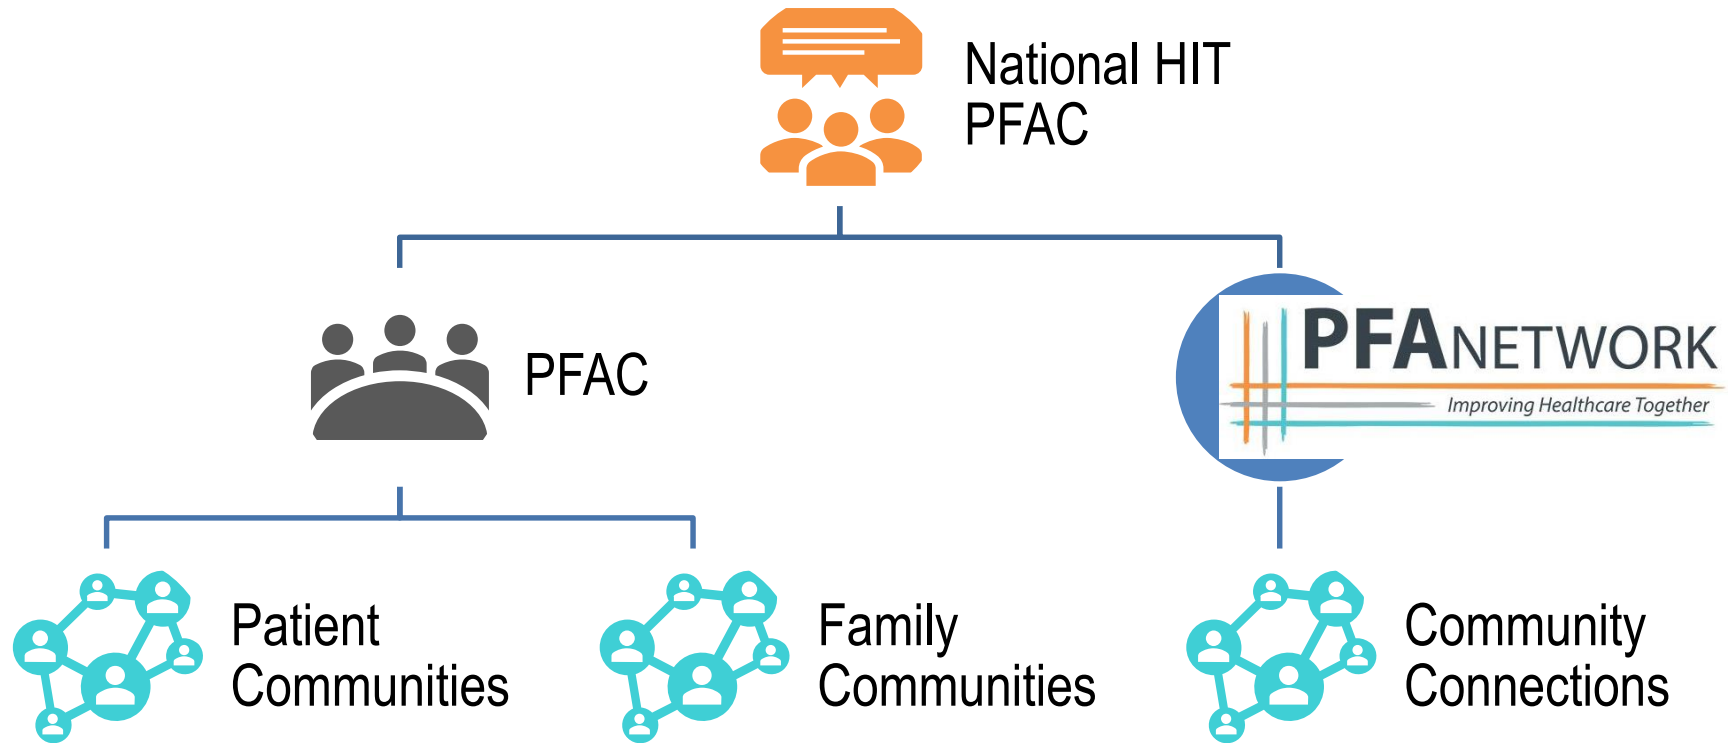 National HIT
PFAC
PFAC
PFANETWORK
Improving Healthcare Together
Patient
Communities
Family
Communities
Community
Connections